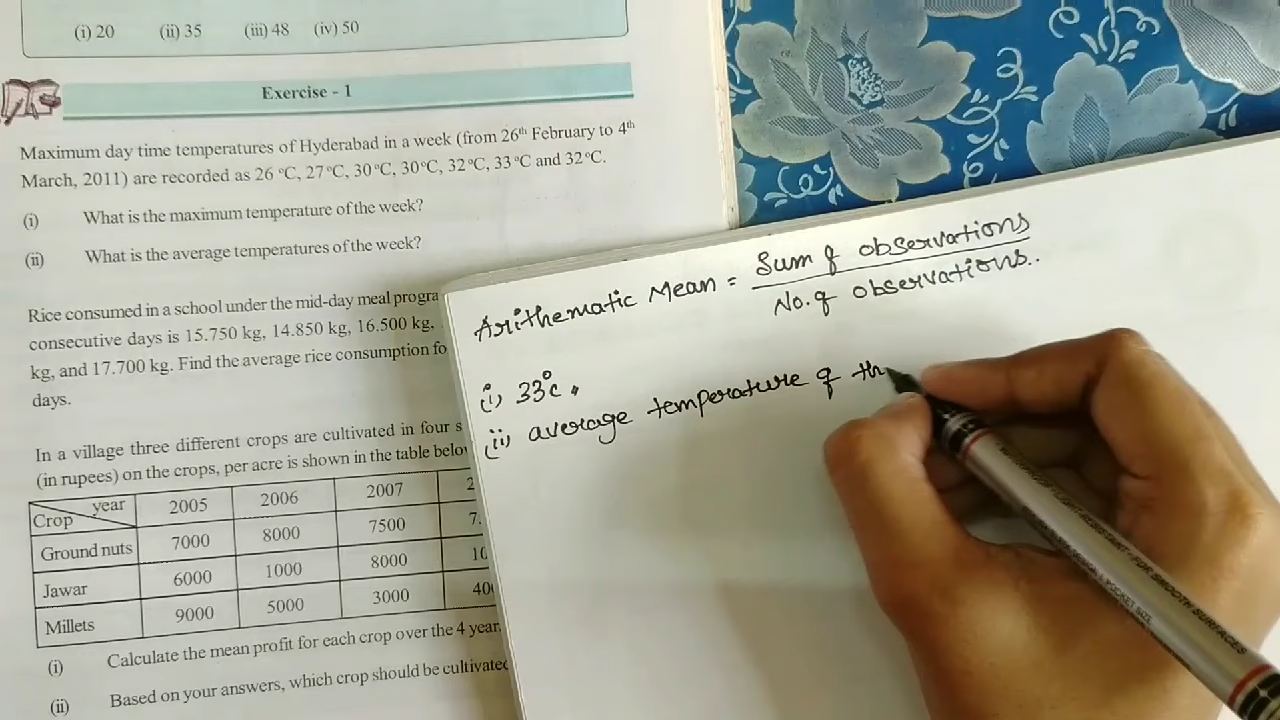 (i) 20 (ii) 35 (iii) 48 (iv) 50
Exercise - 1
Maximum day time temperatures of Hyderabad in a week (from 26th February to 4th
March, 2011) are recorded as 26 °C, 27 °C, 30 °C, 30 °C, 32 °C, 33 °C and 32 °C.
(i) What is the maximum temperature of the week?
(ii) What is the average temperatures of the week?
Rice consumed in a school under the mid-day meal progra
consecutive days is 15.750 kg, 14.850 kg, 16.500 kg,
kg, and 17.700 kg. Find the average rice consumption fo
days.
In a village three different crops are cultivated in four s
(in rupees) on the crops, per acre is shown in the table below
year
Crop 2005 2006 2007 2
Ground nuts 7000 8000 7500 7.
Jawar 6000 1000 8000 10
Millets 9000 5000 3000 400
(i) Calculate the mean profit for each crop over the 4 year.
(ii) Based on your answers, which crop should be cultivated
Arithematic Mean = Sum of observations
No. of observations..
(i) 33°c.
(ii) average temperature of th
FOR SMOOTH SURFACES